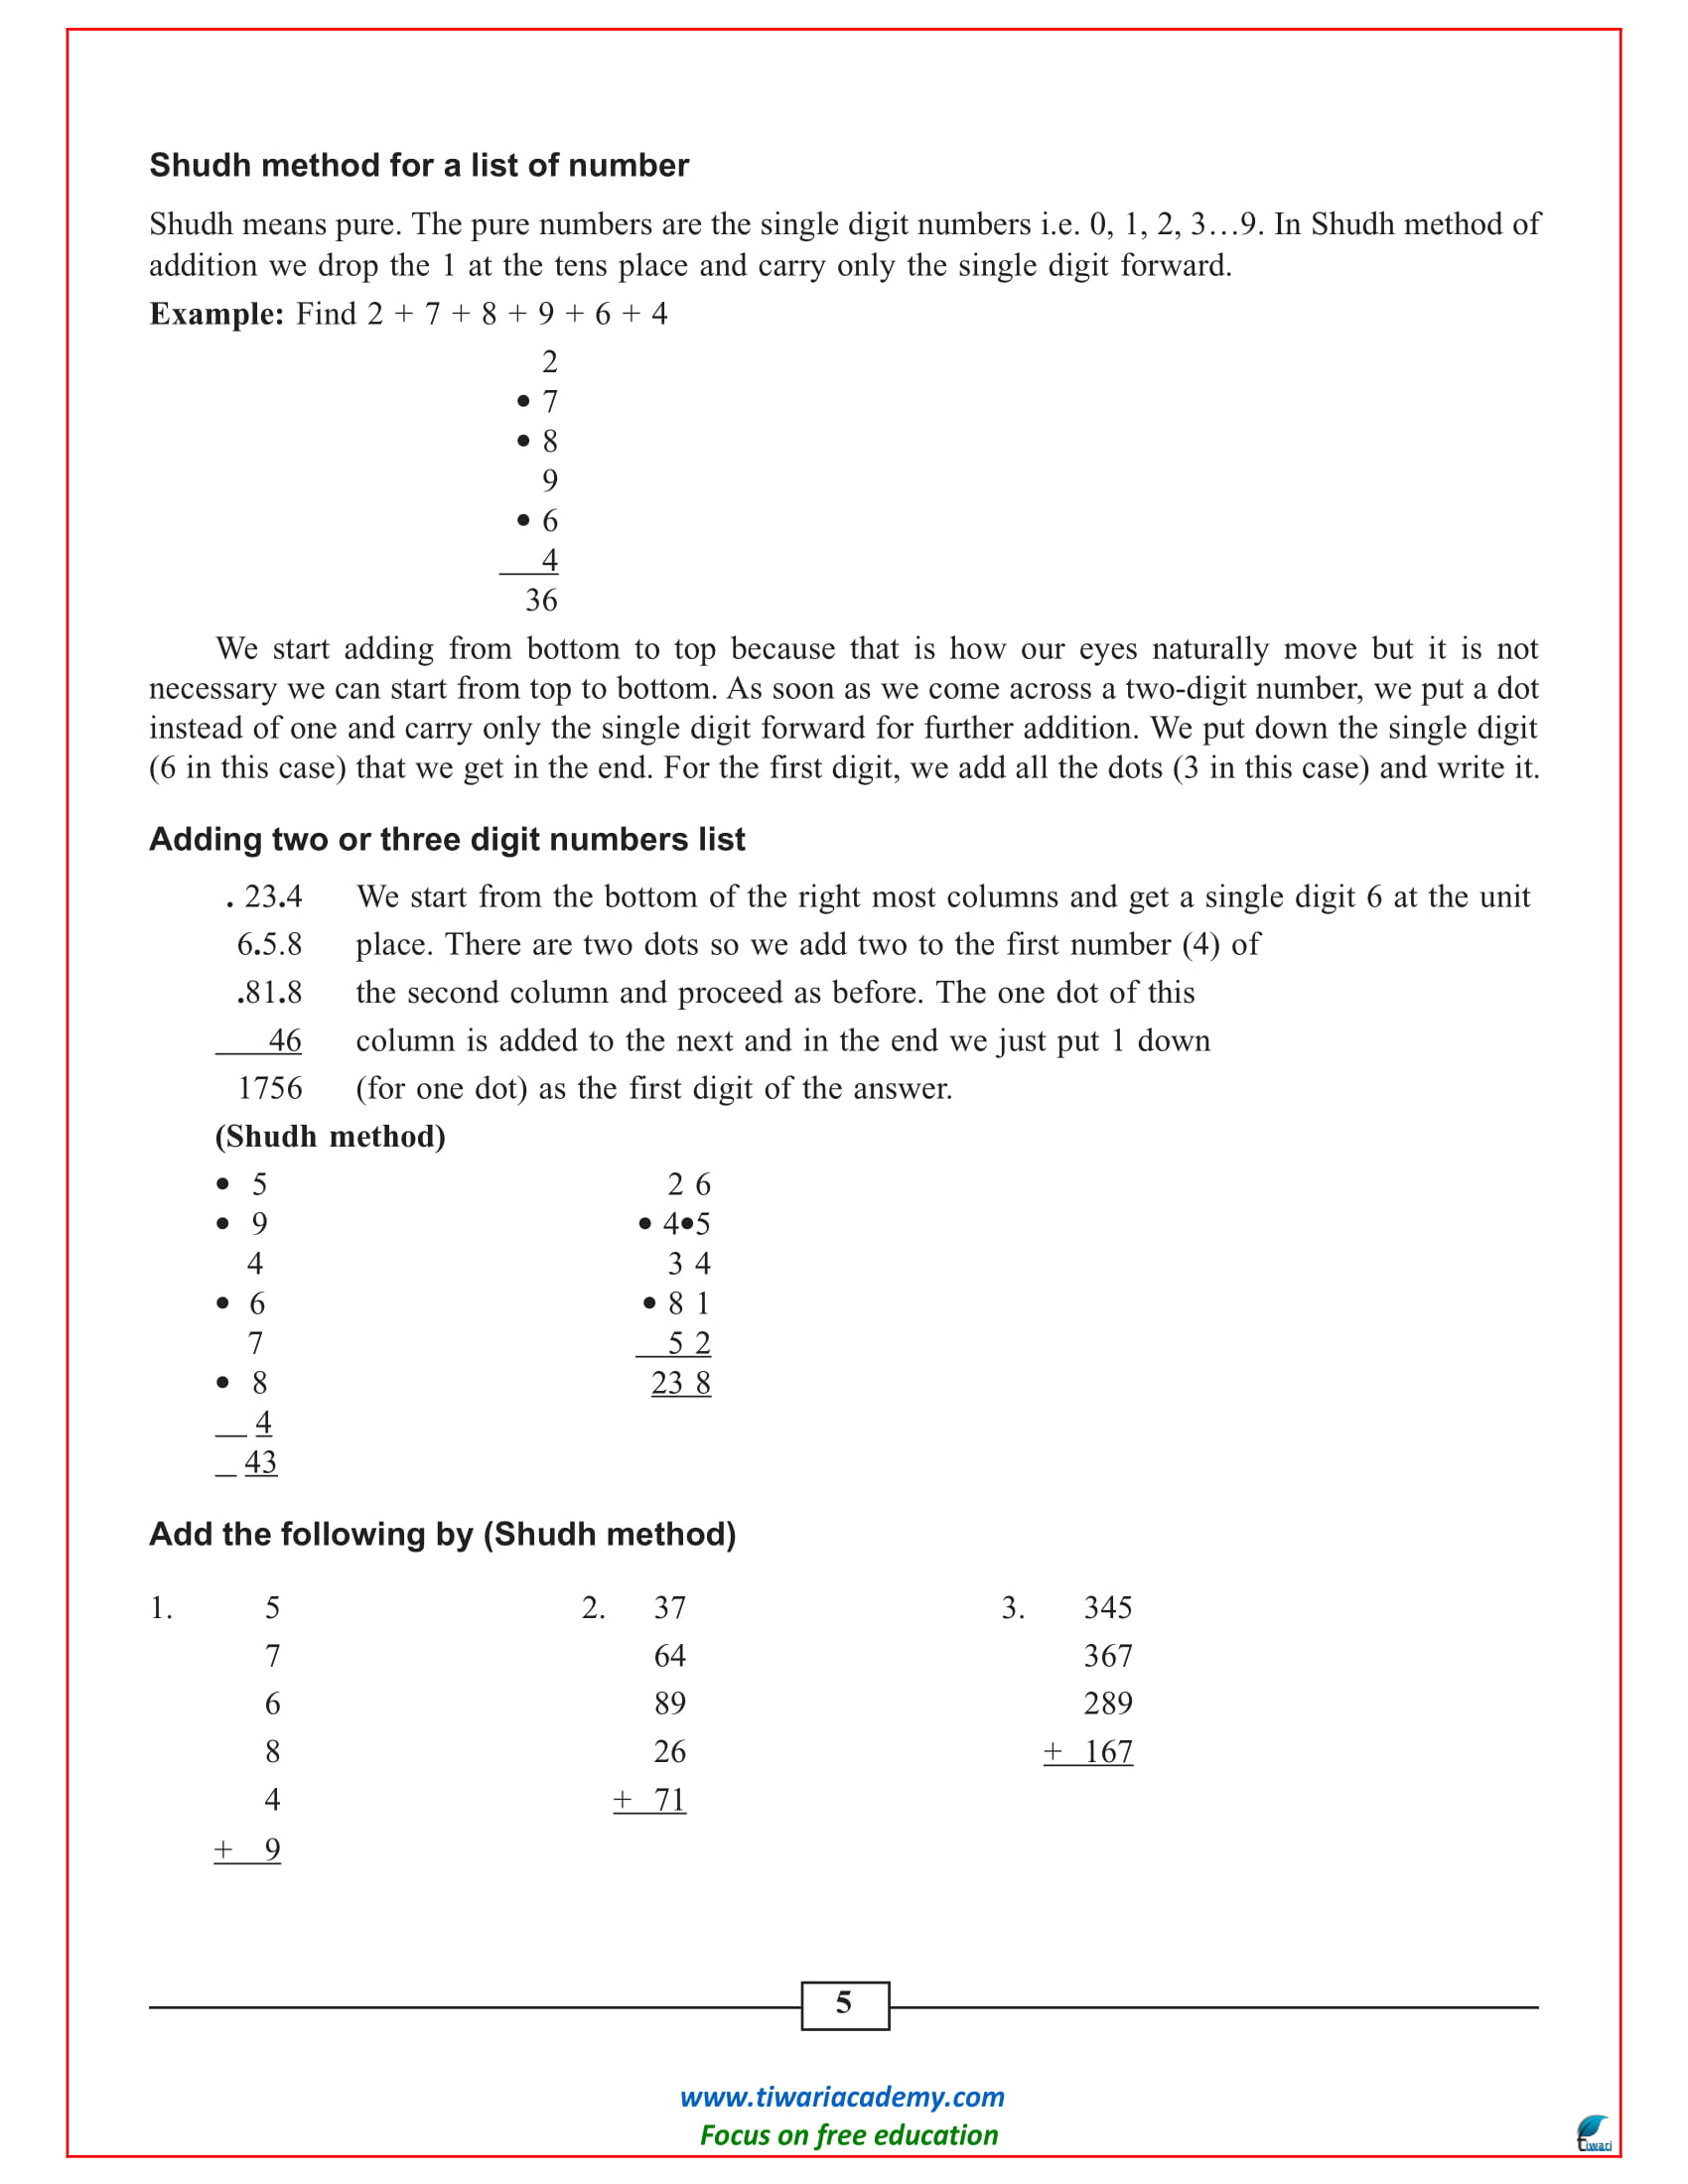 Shudh method for a list of number
Shudh means pure. The pure numbers are the single digit numbers i.e. 0, 1, 2, 3…9. In Shudh method of
addition we drop the 1 at the tens place and carry only the single digit forward.
Example: Find 2 + 7 + 8 + 9 + 6 + 4
2
• 7
• 8
9
• 6
4
36
We start adding from bottom to top because that is how our eyes naturally move but it is not
necessary we can start from top to bottom. As soon as we come across a two-digit number, we put a dot
instead of one and carry only the single digit forward for further addition. We put down the single digit
(6 in this case) that we get in the end. For the first digit, we add all the dots (3 in this case) and write it.
Adding two or three digit numbers list
. 23.4 We start from the bottom of the right most columns and get a single digit 6 at the unit
6.5.8 place. There are two dots so we add two to the first number (4) of
.81.8 the second column and proceed as before. The one dot of this
46 column is added to the next and in the end we just put 1 down
1756 (for one dot) as the first digit of the answer.
(Shudh method)
• 5 2 6
• 9 • 4•5
4 3 4
• 6 • 8 1
7 5 2
• 8 23 8
4
43
Add the following by (Shudh method)
1. 5 2. 37 3. 345
7 64 367
6 89 289
8 26 + 167
4 + 71
+ 9
5
www.tiwariacademy.com
Focus on free education
tiwari